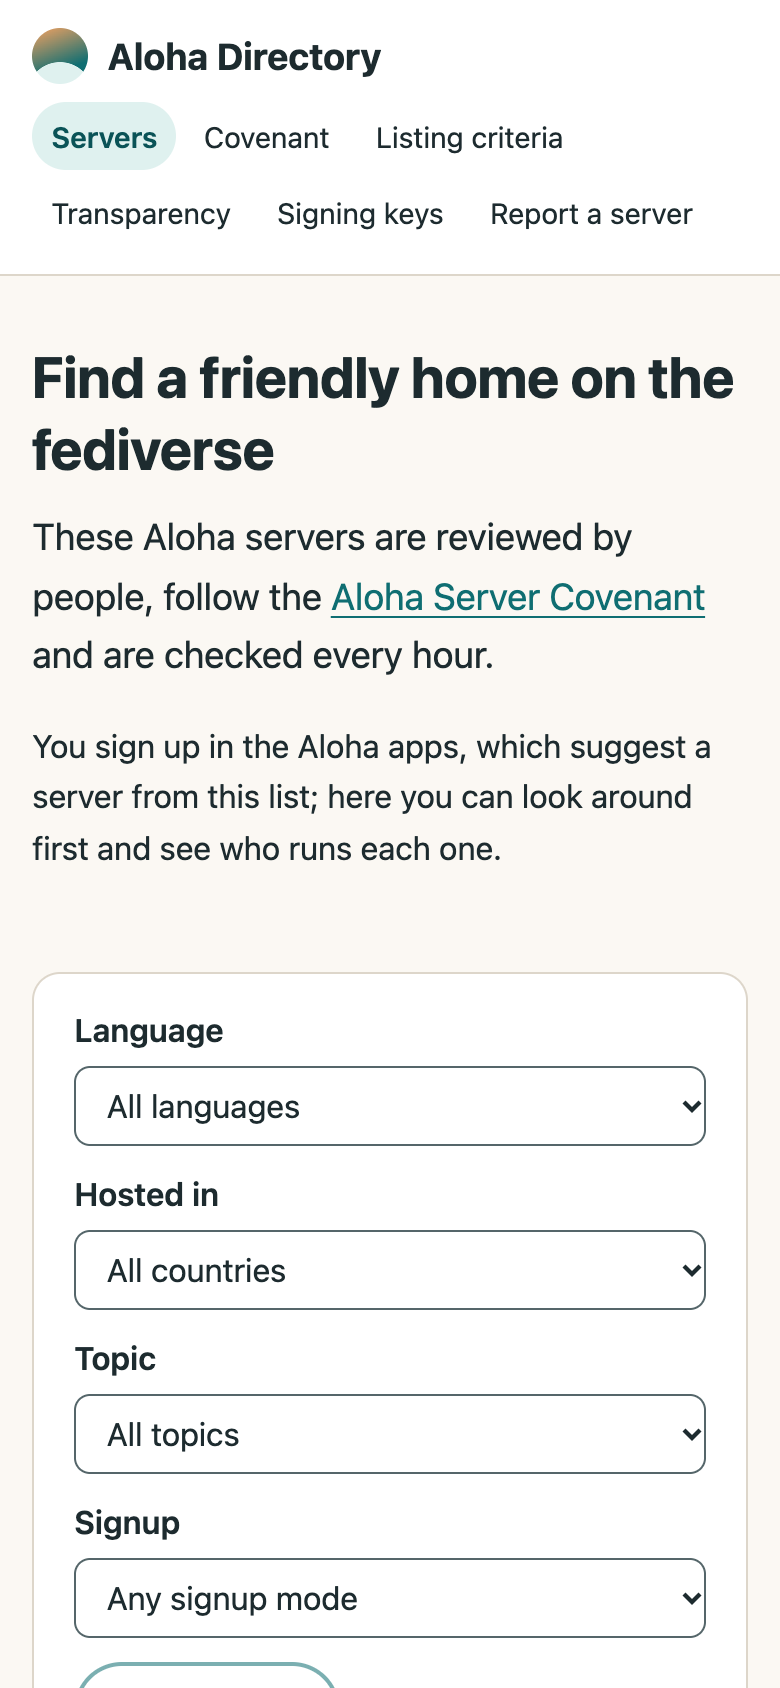 Aloha Directory
Servers Covenant Listing criteria
Transparency Signing keys Report a server
Find a friendly home on the
fediverse
These Aloha servers are reviewed by
people, follow the Aloha Server Covenant
and are checked every hour.
You sign up in the Aloha apps, which suggest a
server from this list; here you can look around
first and see who runs each one.
Language
All languages
Hosted in
All countries
Topic
All topics
Signup
Any signup mode